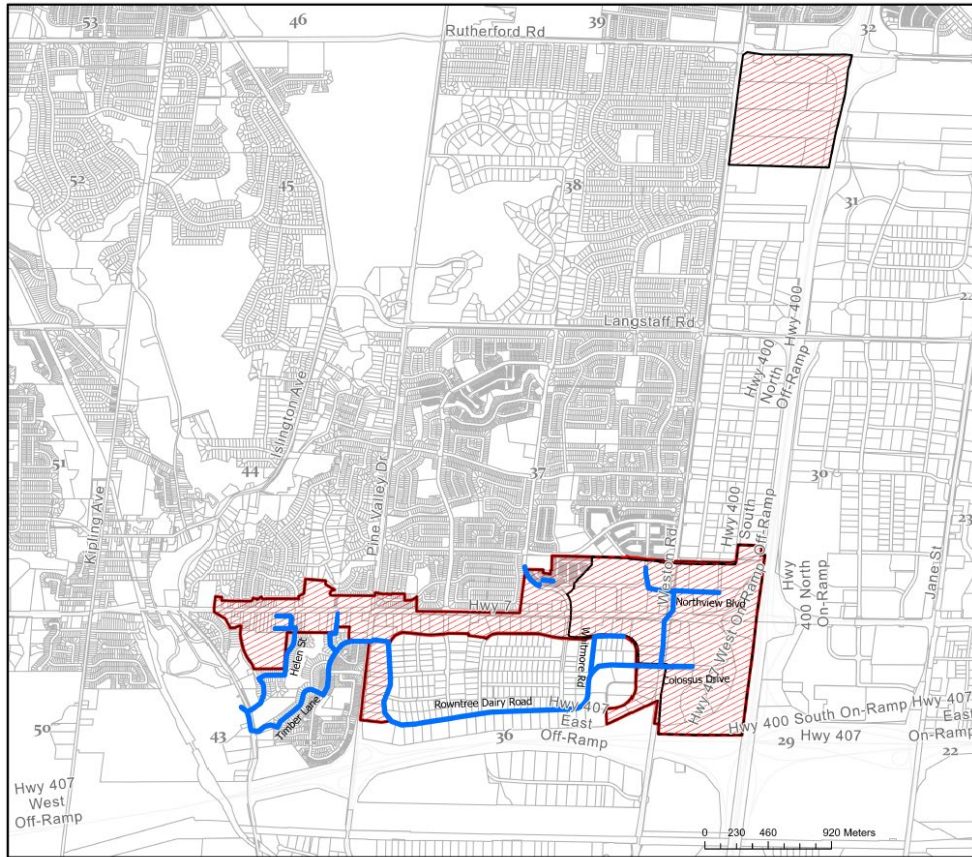 53
46
39
Rutherford Rd
32
52
45
38
31
22
Langstaff Rd
Hwy 400
Hwy 400
North
Off-Ramp
Islington Ave
51
44
37
30
23
Kipling Ave
Pine Valley Dr
Weston Rd
Hwy 400
South
Off-Ramp
Hwy
400 North
On-Ramp
Jane St
Hwy 7
Northview Blvd
Hwy 407 West On-Ramp
Helen St
Whitmore Rd
Colossus Drive
Timber Lane
Rowntree Dairy Road
Hwy 407
East
Off-Ramp
Hwy 400 South On-Ramp
Hwy 407
East
On-Ramp
50
43
36
29
Hwy 407
22
Hwy 407
West
Off-Ramp
0 230 460 920 Meters